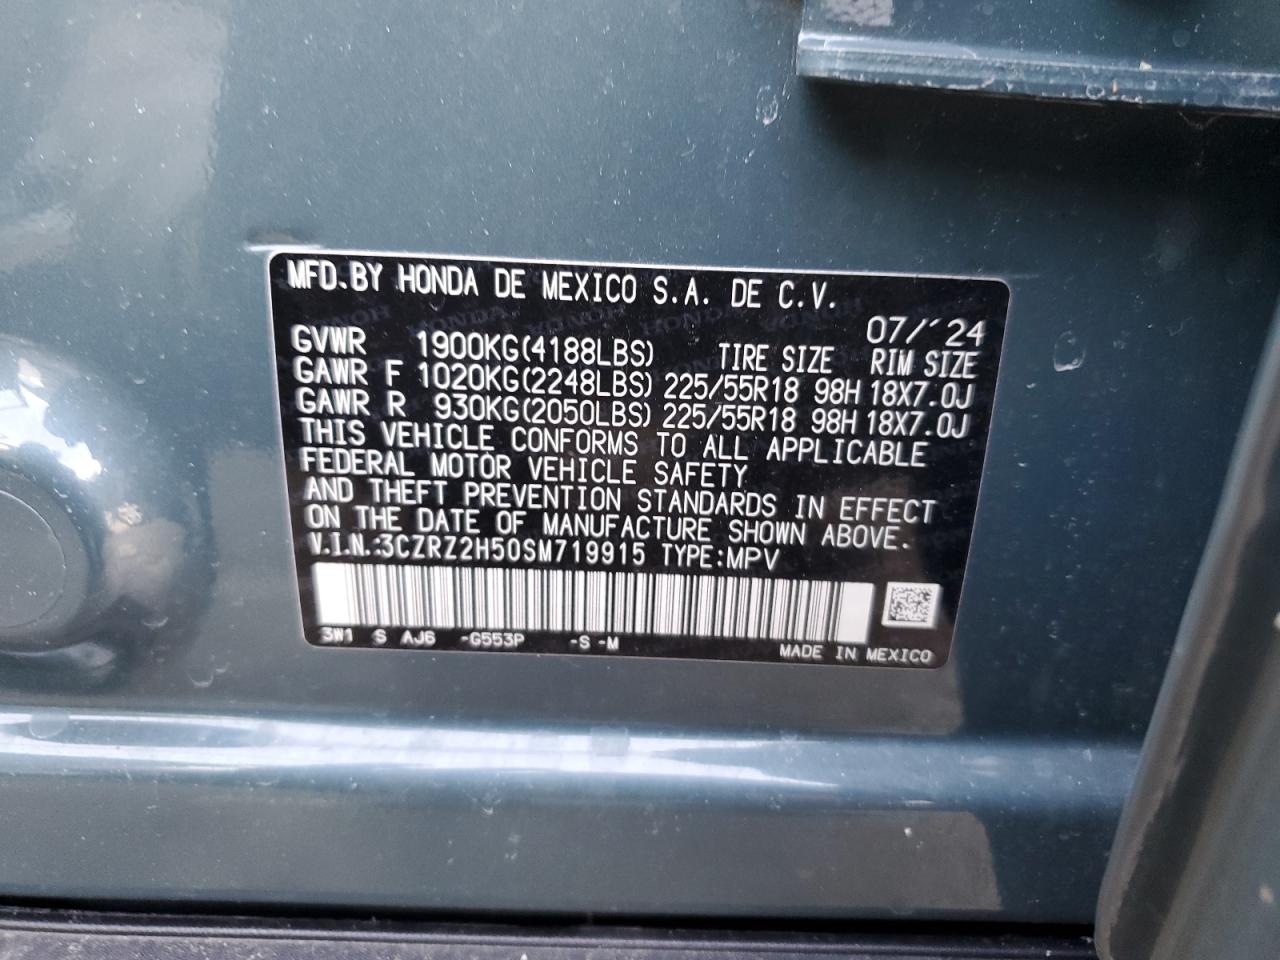 MFD.BY HONDA DE MEXICO S.A. DE C.V.
07/'24
GVWR 1900KG(4188LBS) TIRE SIZE RIM SIZE
GAWR F 1020KG(2248LBS) 225/55R18 98H 18X7.0J
GAWR R 930KG(2050LBS) 225/55R18 98H 18X7.0J
THIS VEHICLE CONFORMS TO ALL APPLICABLE
FEDERAL MOTOR VEHICLE SAFETY
AND THEFT PREVENTION STANDARDS IN EFFECT
ON THE DATE OF MANUFACTURE SHOWN ABOVE.
V.I.N.:3CZRZ2H50SM719915 TYPE:MPV
3W1 S AJ6 -G553P -S -M
MADE IN MEXICO